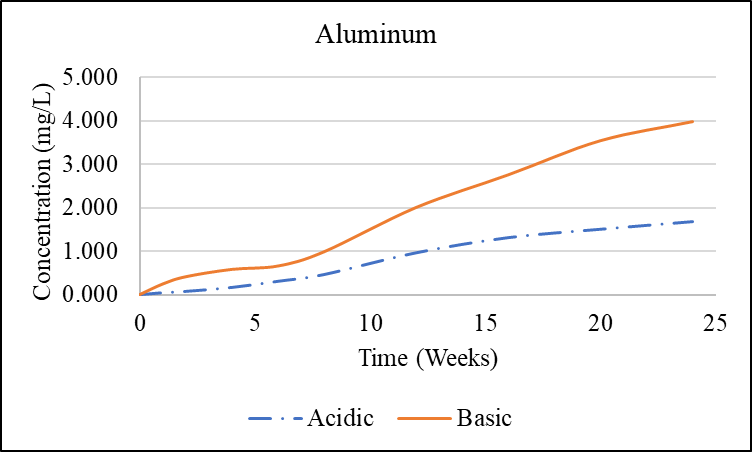 Aluminum
Concentration (mg/L)
5.000
4.000
3.000
2.000
1.000
0.000
0 5 10 15 20 25
Time (Weeks)
Acidic Basic